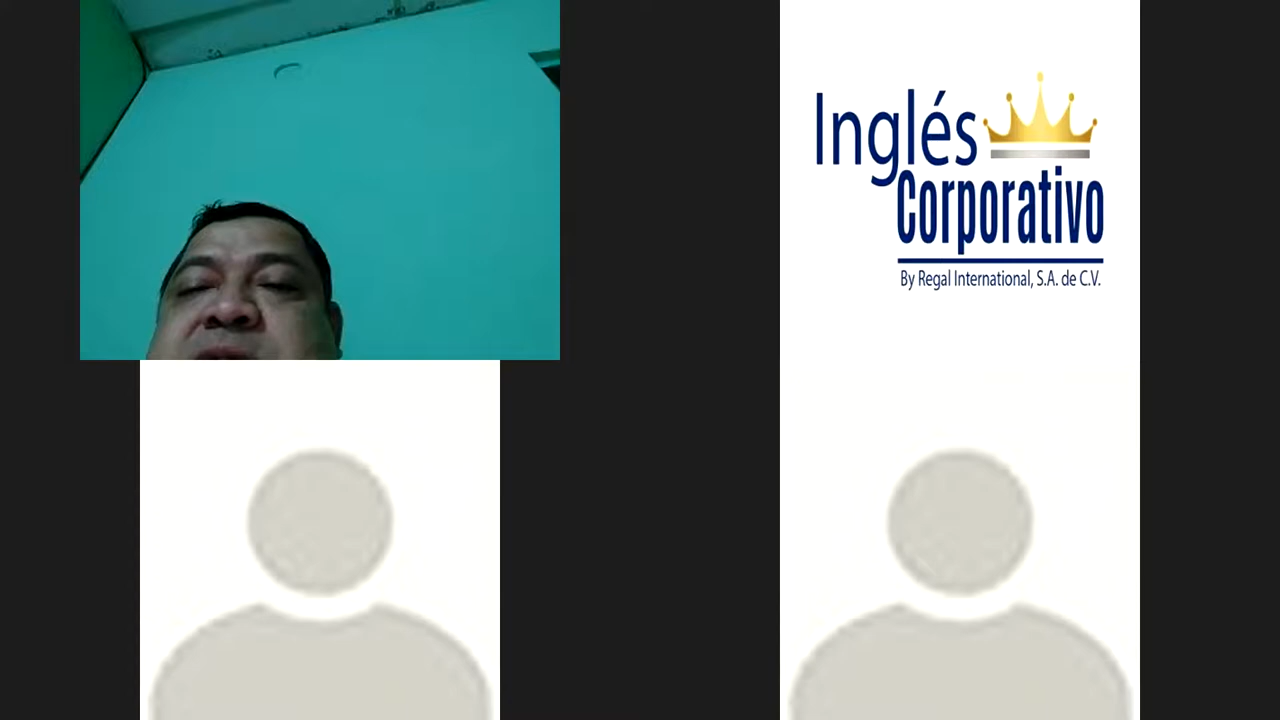 Inglés
Corporativo
By Regal International, S.A. de C.V.